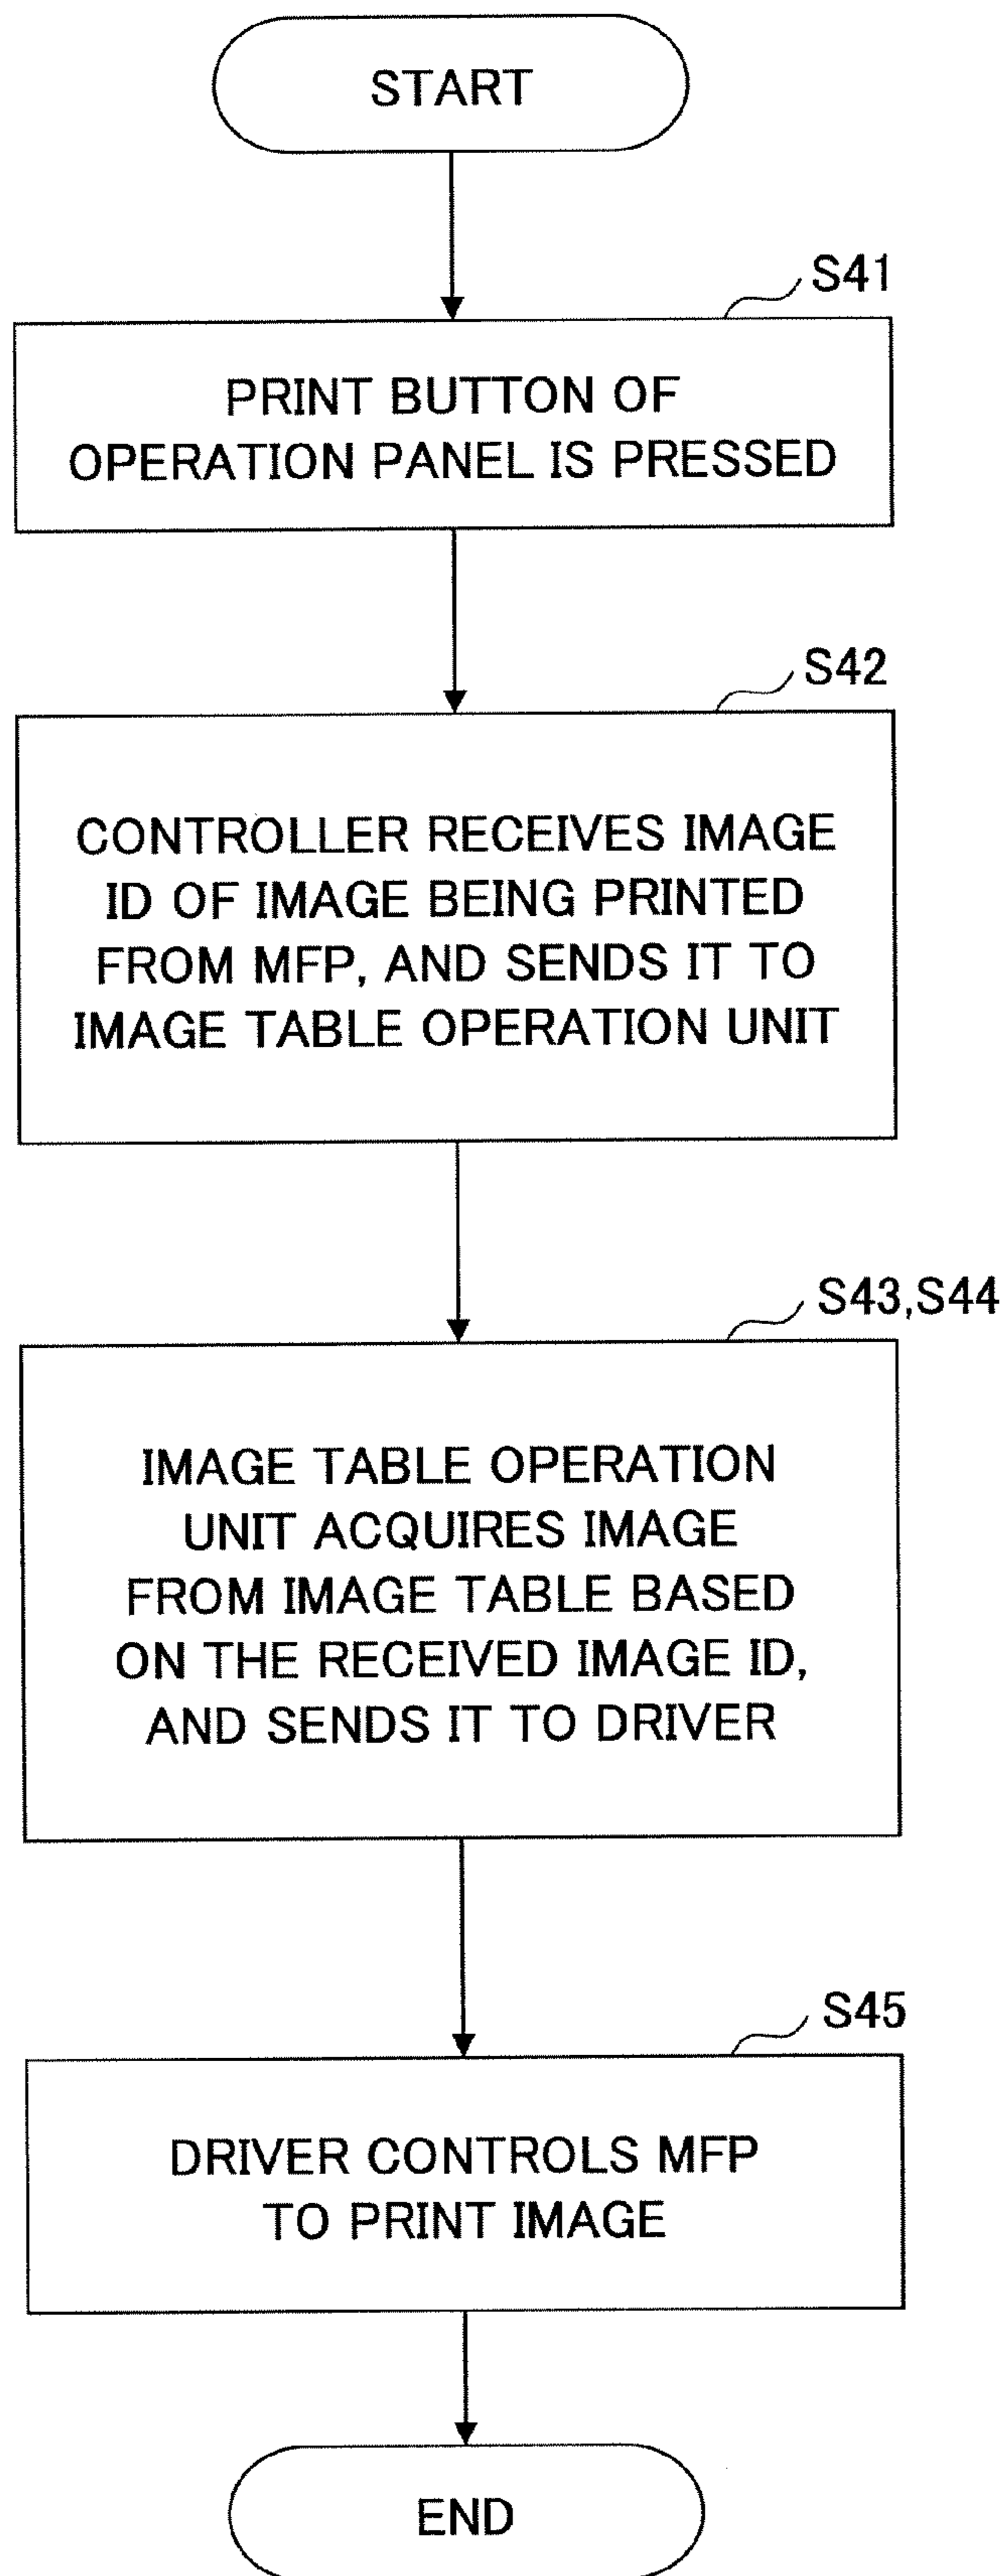 START
S41
PRINT BUTTON OF
OPERATION PANEL IS PRESSED
S42
CONTROLLER RECEIVES IMAGE
ID OF IMAGE BEING PRINTED
FROM MFP, AND SENDS IT TO
IMAGE TABLE OPERATION UNIT
S43,S44
IMAGE TABLE OPERATION
UNIT ACQUIRES IMAGE
FROM IMAGE TABLE BASED
ON THE RECEIVED IMAGE ID,
AND SENDS IT TO DRIVER
S45
DRIVER CONTROLS MFP
TO PRINT IMAGE
END